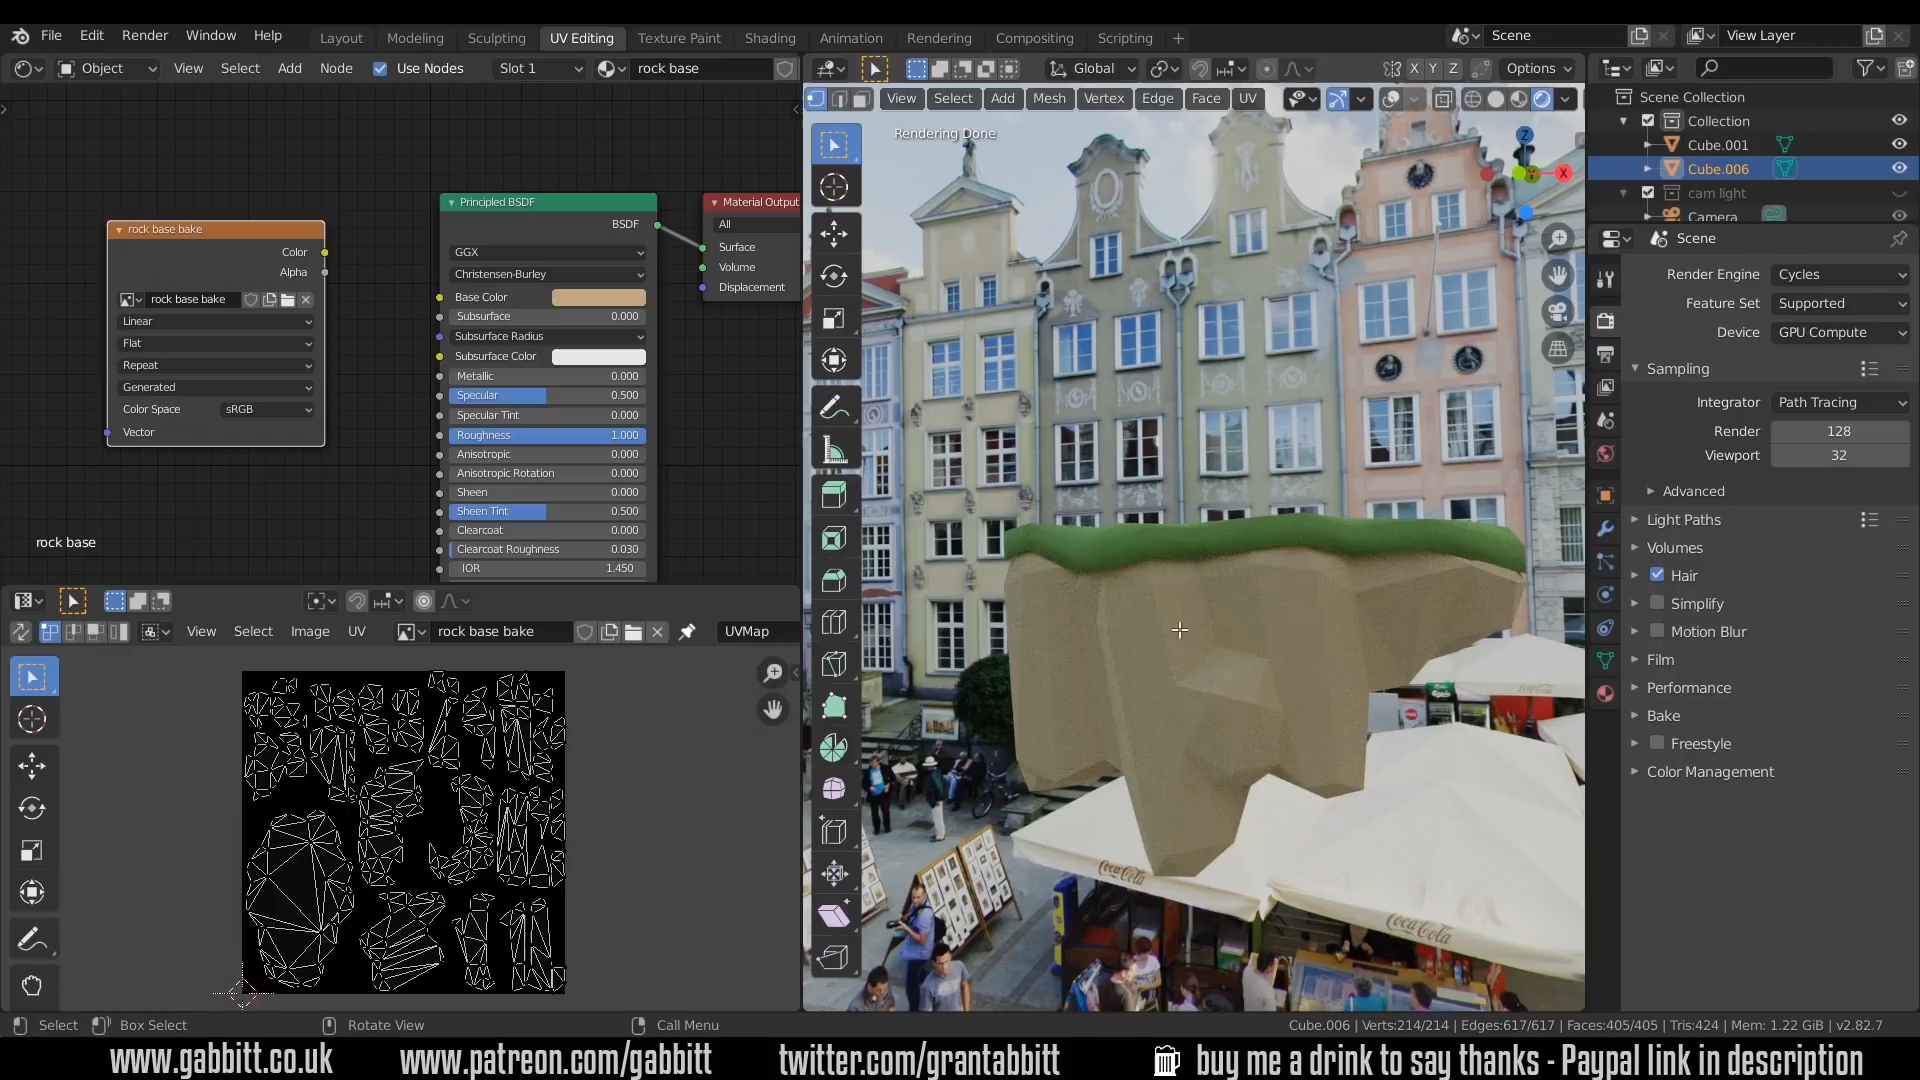 File Edit Render Window Help Layout Modeling Sculpting UV Editing Texture Paint Shading Animation Rendering Compositing Scripting + Scene View Layer
Object View Select Add Node Use Nodes Slot 1 rock base Global X Y Z Options
View Select Add Mesh Vertex Edge Face UV
Rendering Done
Z
X
Scene Collection
Collection
Cube.001
Cube.006
cam light
Camera
Scene
Render Engine Cycles
Feature Set Supported
Device GPU Compute
Sampling
Integrator Path Tracing
Render 128
Viewport 32
Advanced
Light Paths
Volumes
Hair
Simplify
Motion Blur
Film
Performance
Bake
Freestyle
Color Management
rock base bake
Color
Alpha
rock base bake
Linear
Flat
Repeat
Generated
Color Space sRGB
Vector
Principled BSDF
BSDF
GGX
Christensen-Burley
Base Color
Subsurface 0.000
Subsurface Radius
Subsurface Color
Metallic 0.000
Specular 0.500
Specular Tint 0.000
Roughness 1.000
Anisotropic 0.000
Anisotropic Rotation 0.000
Sheen 0.000
Sheen Tint 0.500
Clearcoat 0.000
Clearcoat Roughness 0.030
IOR 1.450
Material Output
All
Surface
Volume
Displacement
rock base
View Select Image UV rock base bake UVMap
Coca-Cola
Coca-Cola
Select Box Select Rotate View Call Menu Cube.006 | Verts:214/214 | Edges:617/617 | Faces:405/405 | Tris:424 | Mem: 1.22 GiB | v2.82.7
www.gabbitt.co.uk www.patreon.com/gabbitt twitter.com/grantabbitt buy me a drink to say thanks - Paypal link in description